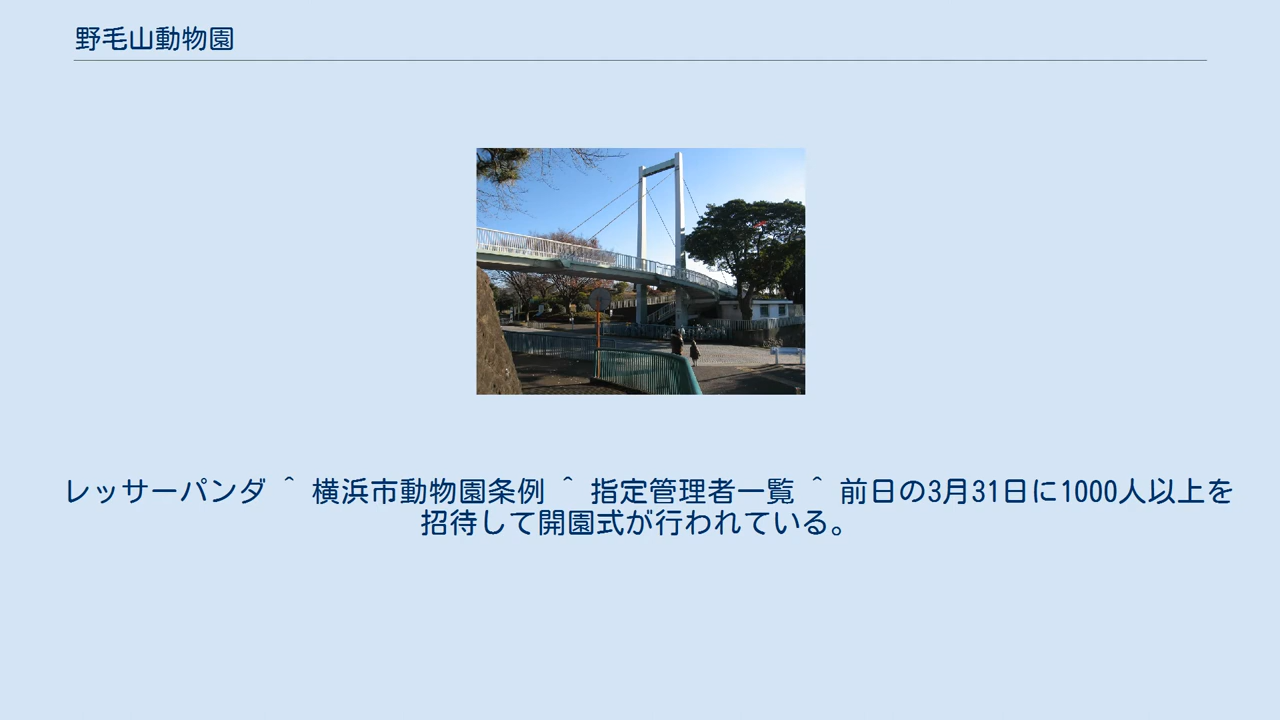 野毛山動物園
レッサーパンダ ^ 横浜市動物園条例 ^ 指定管理者一覧 ^ 前日の3月31日に1000人以上を
招待して開園式が行われている。